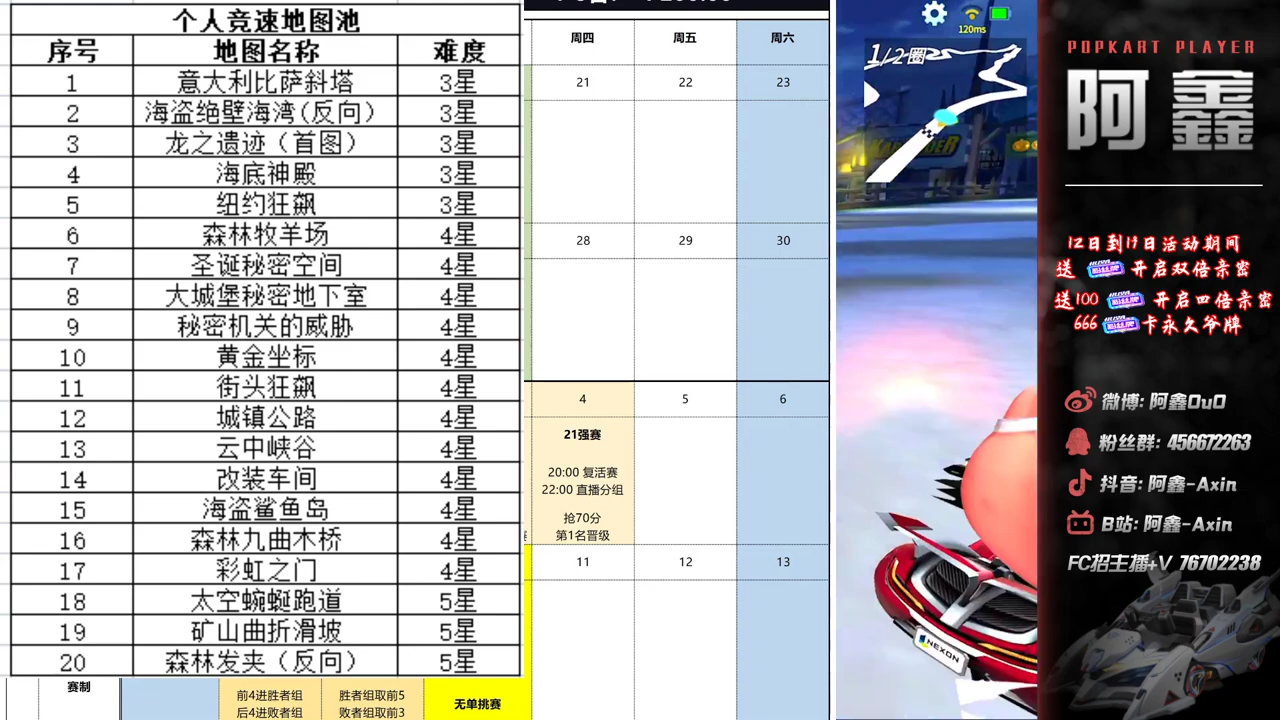 个人竞速地图池
序号 地图名称 难度
1 意大利比萨斜塔 3星
2 海盗绝壁海湾(反向) 3星
3 龙之遗迹（首图） 3星
4 海底神殿 3星
5 纽约狂飙 3星
6 森林牧羊场 4星
7 圣诞秘密空间 4星
8 大城堡秘密地下室 4星
9 秘密机关的威胁 4星
10 黄金坐标 4星
11 街头狂飙 4星
12 城镇公路 4星
13 云中峡谷 4星
14 改装车间 4星
15 海盗鲨鱼岛 4星
16 森林九曲木桥 4星
17 彩虹之门 4星
18 太空蜿蜒跑道 5星
19 矿山曲折滑坡 5星
20 森林发夹（反向） 5星
赛制
前4进胜者组
后4进败者组
胜者组取前5
败者组取前3
无单挑赛
周四 周五 周六
21 22 23
28 29 30
4 5 6
21强赛
20:00 复活赛
22:00 直播分组
抢70分
第1名晋级
11 12 13
120ms
1/2圈
NEXON
POPKART PLAYER
阿鑫
12日到19日活动期间
送 粉丝牌 开启双倍亲密
送100 粉丝牌 开启四倍亲密
666 粉丝牌 卡永久爷牌
微博: 阿鑫OuO
粉丝群: 456672263
抖音: 阿鑫-Axin
B站: 阿鑫-Axin
FC招主播+V 76702238